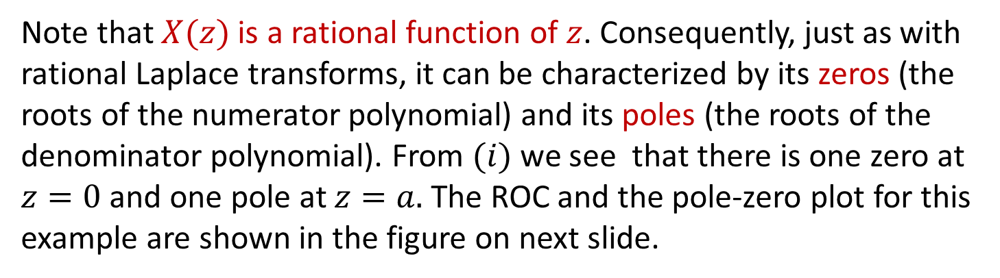 Note that X(z) is a rational function of z. Consequently, just as with
rational Laplace transforms, it can be characterized by its zeros (the
roots of the numerator polynomial) and its poles (the roots of the
denominator polynomial). From (i) we see that there is one zero at
z = 0 and one pole at z = a. The ROC and the pole-zero plot for this
example are shown in the figure on next slide.